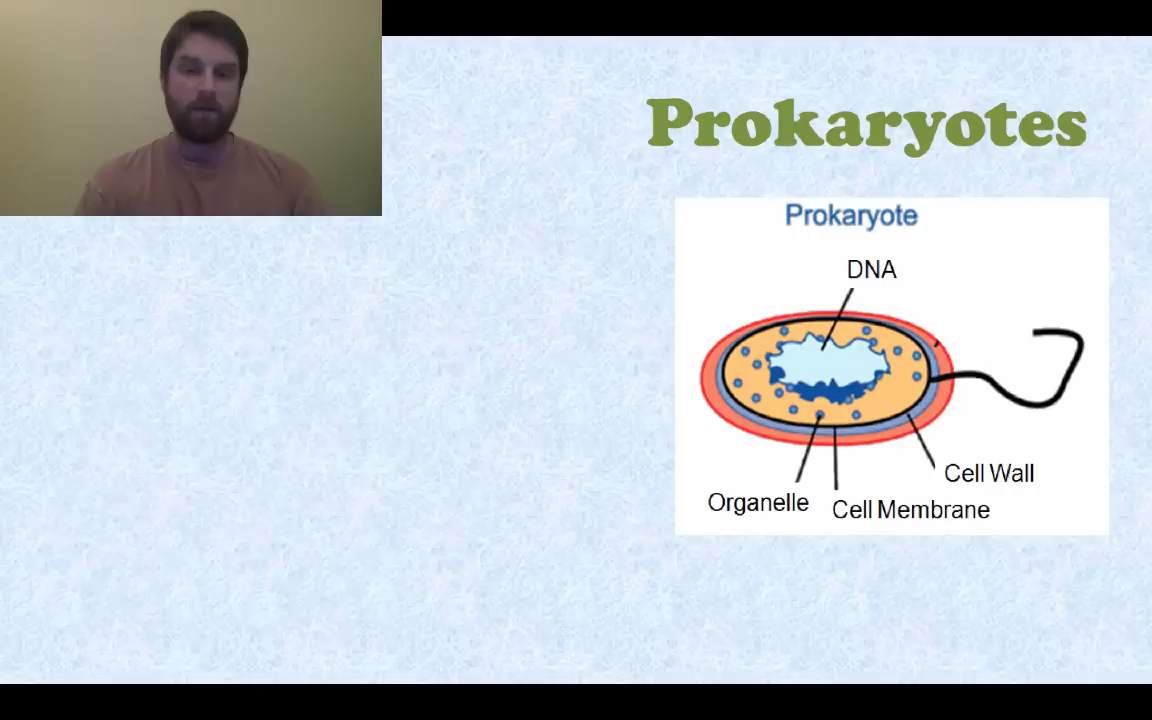 Prokaryotes
Prokaryote
DNA
Cell Wall
Organelle
Cell Membrane